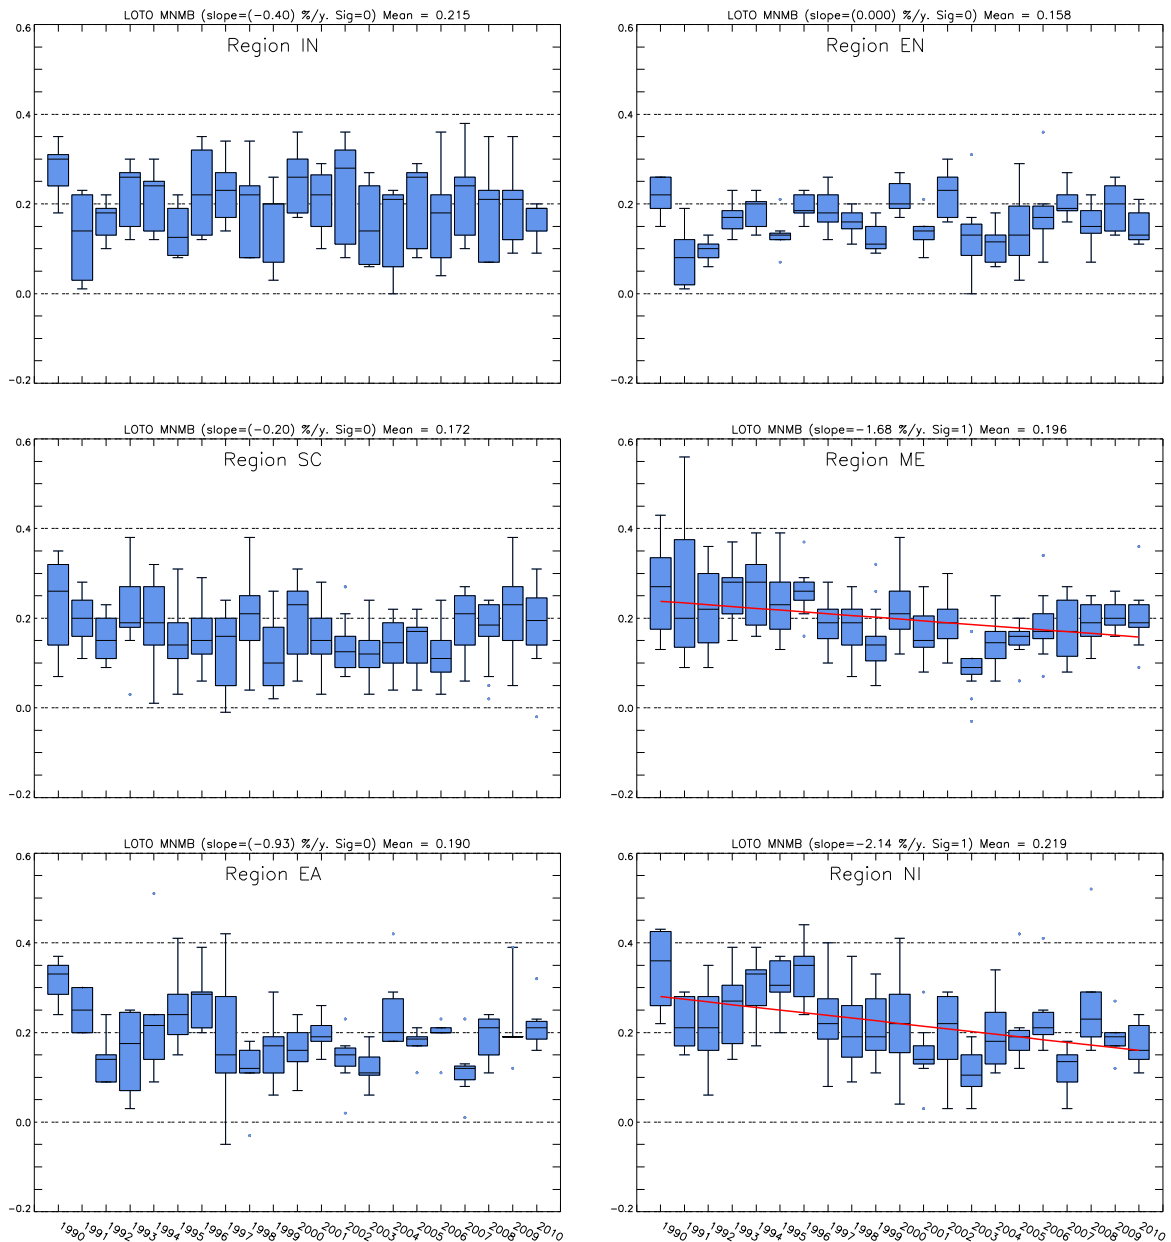 LOTO MNMB (slope=(−0.40) %/y. Sig=0) Mean = 0.215
Region IN
0.6
0.4
0.2
0.0
−0.2
LOTO MNMB (slope=(0.000) %/y. Sig=0) Mean = 0.158
Region EN
0.6
0.4
0.2
0.0
−0.2
LOTO MNMB (slope=(−0.20) %/y. Sig=0) Mean = 0.172
Region SC
0.6
0.4
0.2
0.0
−0.2
LOTO MNMB (slope=−1.68 %/y. Sig=1) Mean = 0.196
Region ME
0.6
0.4
0.2
0.0
−0.2
LOTO MNMB (slope=(−0.93) %/y. Sig=0) Mean = 0.190
Region EA
0.6
0.4
0.2
0.0
−0.2
1990 1991 1992 1993 1994 1995 1996 1997 1998 1999 2000 2001 2002 2003 2004 2005 2006 2007 2008 2009 2010
LOTO MNMB (slope=−2.14 %/y. Sig=1) Mean = 0.219
Region NI
0.6
0.4
0.2
0.0
−0.2
1990 1991 1992 1993 1994 1995 1996 1997 1998 1999 2000 2001 2002 2003 2004 2005 2006 2007 2008 2009 2010